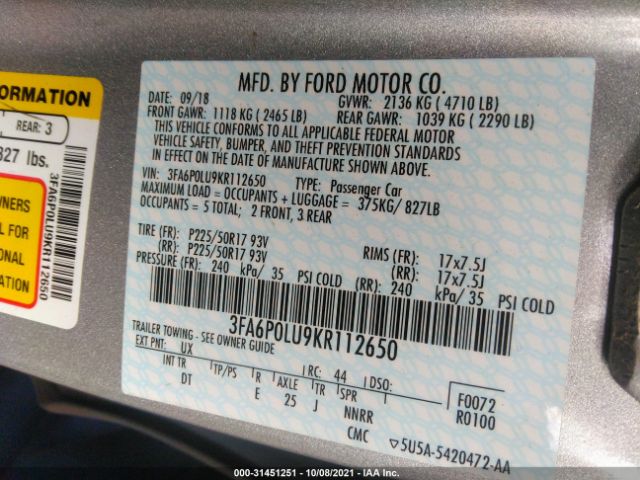 ORMATION
REAR: 3
827 lbs.
WNERS
L FOR
ONAL
ION
3FA6P0LU9KR112650
MFD. BY FORD MOTOR CO.
DATE: 09/18 GVWR: 2136 KG ( 4710 LB)
FRONT GAWR: 1118 KG ( 2465 LB) REAR GAWR: 1039 KG ( 2290 LB)
THIS VEHICLE CONFORMS TO ALL APPLICABLE FEDERAL MOTOR
VEHICLE SAFETY, BUMPER, AND THEFT PREVENTION STANDARDS
IN EFFECT ON THE DATE OF MANUFACTURE SHOWN ABOVE.
VIN: 3FA6P0LU9KR112650 TYPE: Passenger Car
MAXIMUM LOAD = OCCUPANTS + LUGGAGE = 375KG/ 827LB
OCCUPANTS = 5 TOTAL; 2 FRONT, 3 REAR
TIRE (FR): P225/50R17 93V RIMS (FR): 17x7.5J
(RR): P225/50R17 93V (RR): 17x7.5J
PRESSURE (FR): 240 kPa/ 35 PSI COLD (RR): 240 kPa/ 35 PSI COLD
3FA6P0LU9KR112650
TRAILER TOWING - SEE OWNER GUIDE
EXT PNT: UX RC: 44 DSO: F0072
INT TR TP/PS R AXLE TR SPR R0100
DT E 25 J NNRR
CMC ▽5U5A-5420472-AA
000-31451251 - 10/08/2021 - IAA Inc.